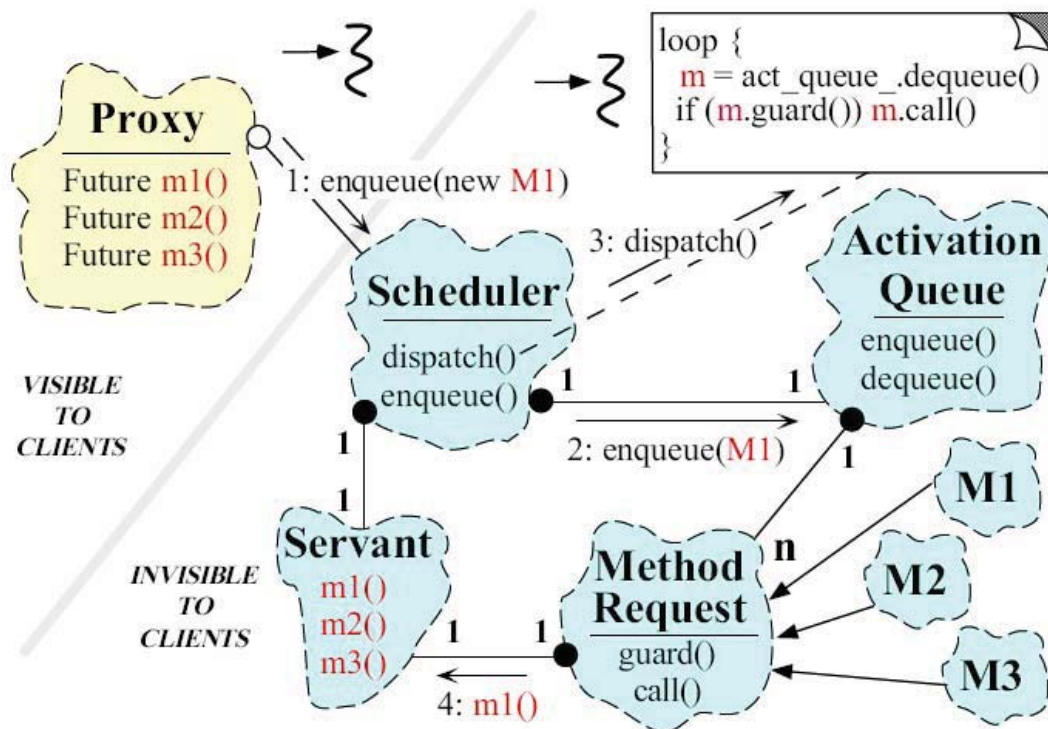 loop {
m = act_queue_.dequeue()
if (m.guard()) m.call()
}
Proxy
Future m1()
Future m2()
Future m3()
1: enqueue(new M1)
3: dispatch()
Activation
Queue
enqueue()
dequeue()
Scheduler
dispatch()
enqueue()
1
1
2: enqueue(M1)
VISIBLE
TO
CLIENTS
1
1
1
n
M1
M2
M3
INVISIBLE
TO
CLIENTS
Servant
m1()
m2()
m3()
1
1
4: m1()
Method
Request
guard()
call()